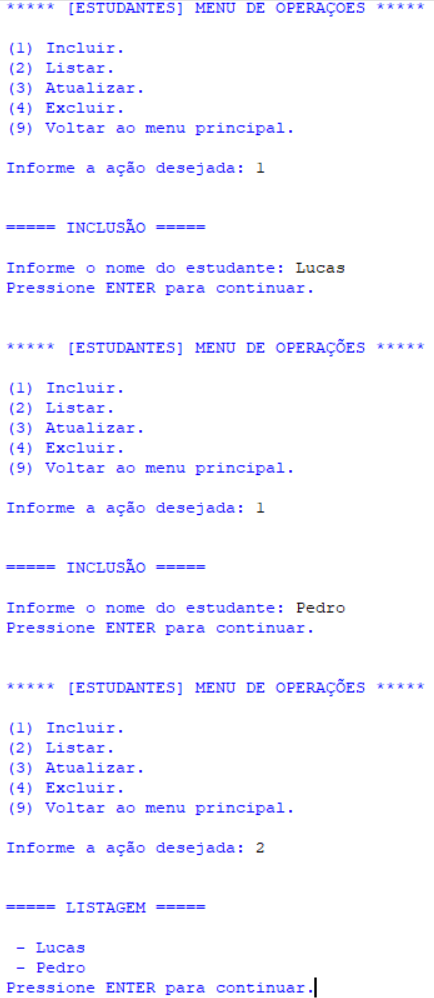 ***** [ESTUDANTES] MENU DE OPERAÇÕES *****
(1) Incluir.
(2) Listar.
(3) Atualizar.
(4) Excluir.
(9) Voltar ao menu principal.
Informe a ação desejada: 1
===== INCLUSÃO =====
Informe o nome do estudante: Lucas
Pressione ENTER para continuar.
***** [ESTUDANTES] MENU DE OPERAÇÕES *****
(1) Incluir.
(2) Listar.
(3) Atualizar.
(4) Excluir.
(9) Voltar ao menu principal.
Informe a ação desejada: 1
===== INCLUSÃO =====
Informe o nome do estudante: Pedro
Pressione ENTER para continuar.
***** [ESTUDANTES] MENU DE OPERAÇÕES *****
(1) Incluir.
(2) Listar.
(3) Atualizar.
(4) Excluir.
(9) Voltar ao menu principal.
Informe a ação desejada: 2
===== LISTAGEM =====
- Lucas
- Pedro
Pressione ENTER para continuar.